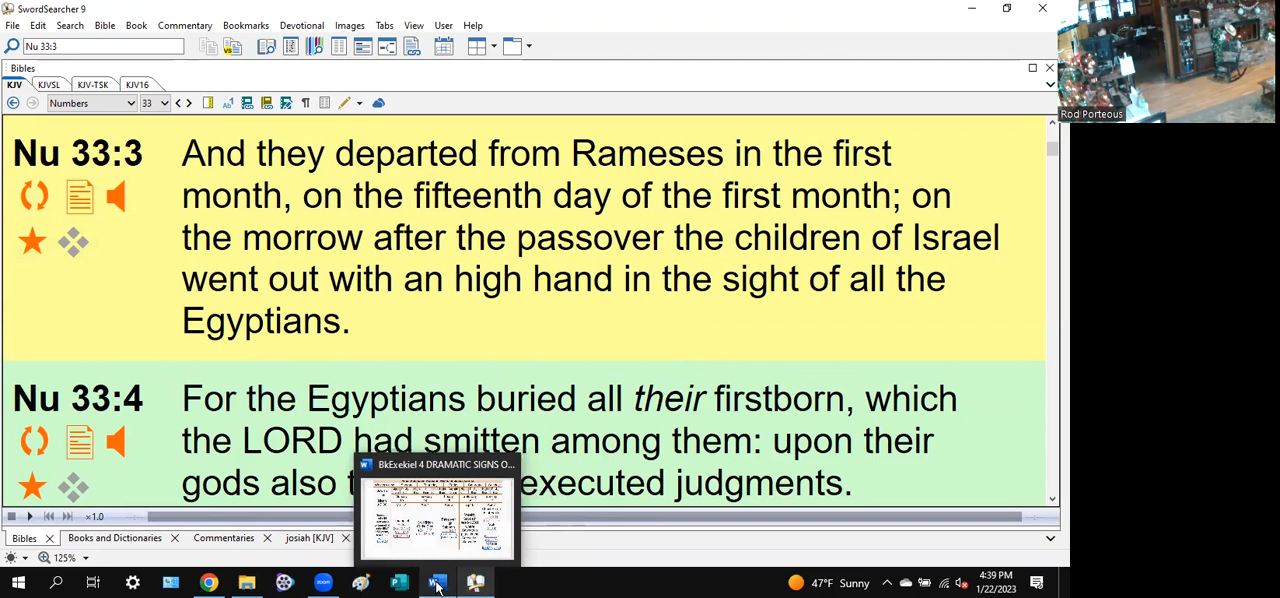 SwordSearcher 9
File Edit Search Bible Book Commentary Bookmarks Devotional Images Tabs View User Help
Nu 33:3
Bibles
KJV KJVSL KJV-TSK KJV16
Numbers 33
Nu 33:3 And they departed from Rameses in the first
month, on the fifteenth day of the first month; on
the morrow after the passover the children of Israel
went out with an high hand in the sight of all the
Egyptians.
Nu 33:4 For the Egyptians buried all their firstborn, which
the LORD had smitten among them: upon their
gods also executed judgments.
BkExekiel 4 DRAMATIC SIGNS O...
×1.0
Bibles Books and Dictionaries Commentaries josiah [KJV]
125%
47°F Sunny
4:39 PM
1/22/2023
Rod Porteous
zoom